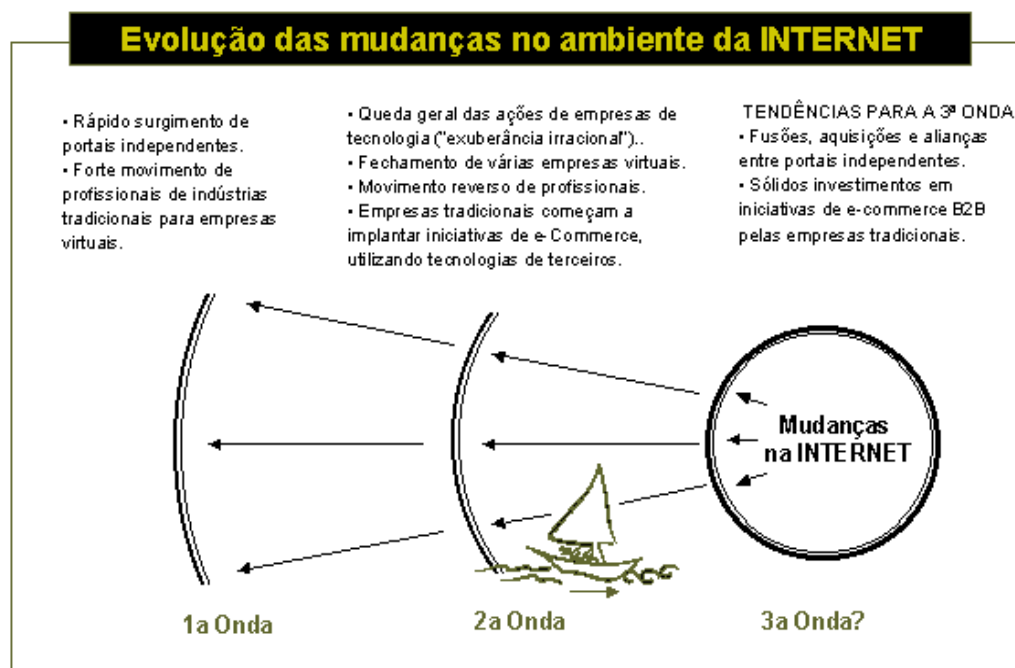 Evolução das mudanças no ambiente da INTERNET
• Rápido surgimento de
portais independentes.
• Forte movimento de
profissionais de indústrias
tradicionais para empresas
virtuais.
• Queda geral das ações de empresas de
tecnologia ("exuberância irracional")..
• Fechamento de várias empresas virtuais.
• Movimento reverso de profissionais.
• Empresas tradicionais começam a
implantar iniciativas de e-Commerce,
utilizando tecnologias de terceiros.
TENDÊNCIAS PARA A 3ª ONDA
• Fusões, aquisições e alianças
entre portais independentes.
• Sólidos investimentos em
iniciativas de e-commerce B2B
pelas empresas tradicionais.
Mudanças
na INTERNET
1a Onda
2a Onda
3a Onda?